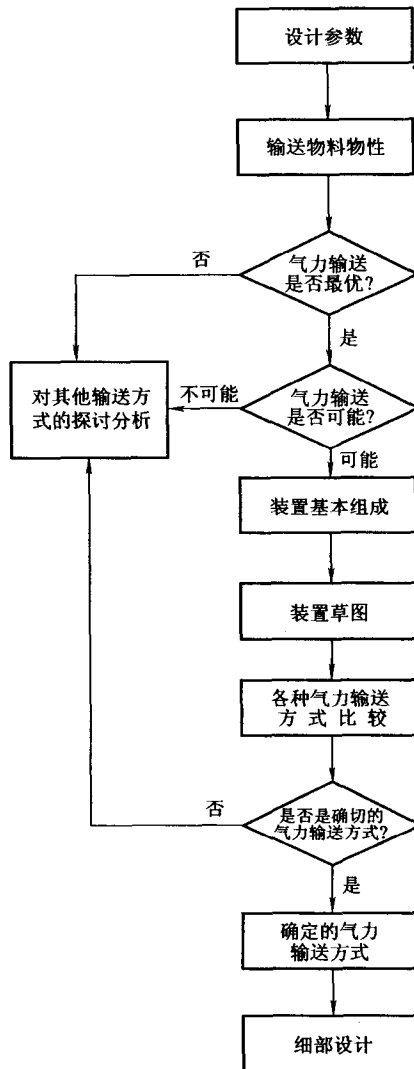 设计参数
输送物料物性
否
气力输送
是否最优?
是
对其他输送方
式的探讨分析
不可能
气力输送
是否可能?
可能
装置基本组成
装置草图
各种气力输送
方式比较
否
是否是确切的
气力输送方式?
是
确定的气力
输送方式
细部设计